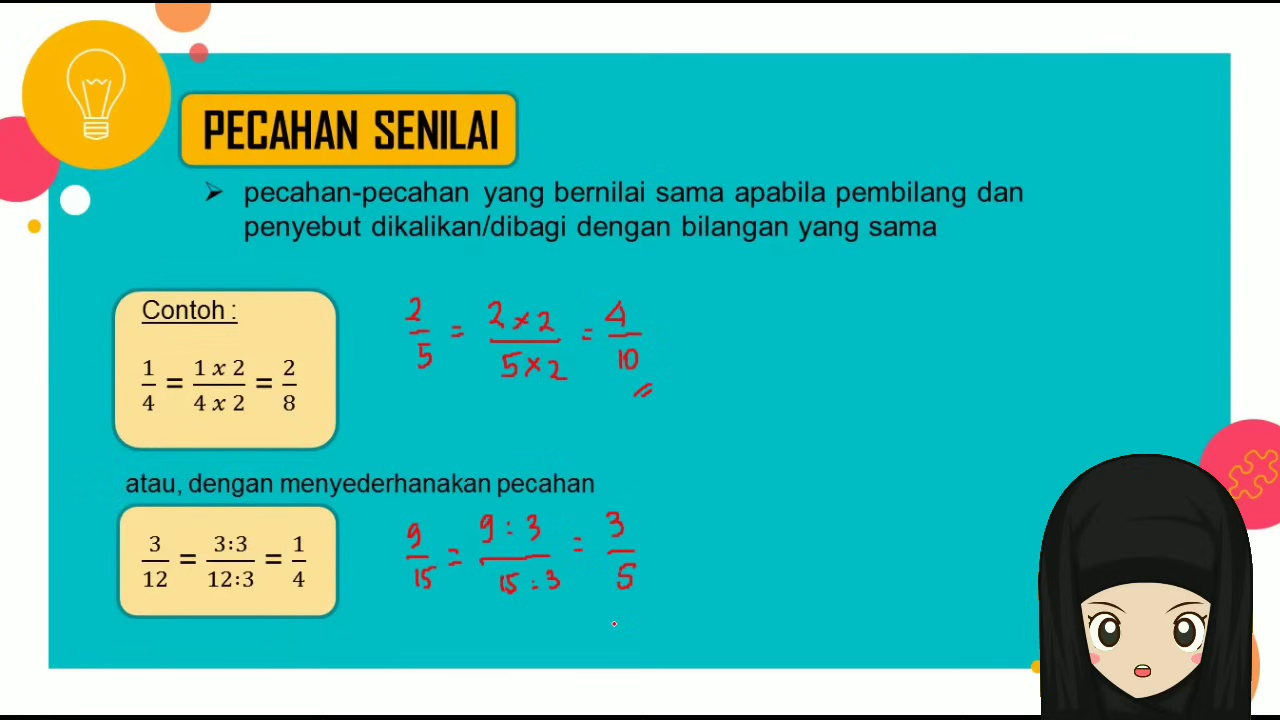 PECAHAN SENILAI
➢ pecahan-pecahan yang bernilai sama apabila pembilang dan
penyebut dikalikan/dibagi dengan bilangan yang sama
Contoh :
1/4 = 1 x 2/4 x 2 = 2/8
2/5 = 2 x 2/5 x 2 = 4/10
atau, dengan menyederhanakan pecahan
3/12 = 3:3/12:3 = 1/4
9/15 = 9 : 3/15 : 3 = 3/5